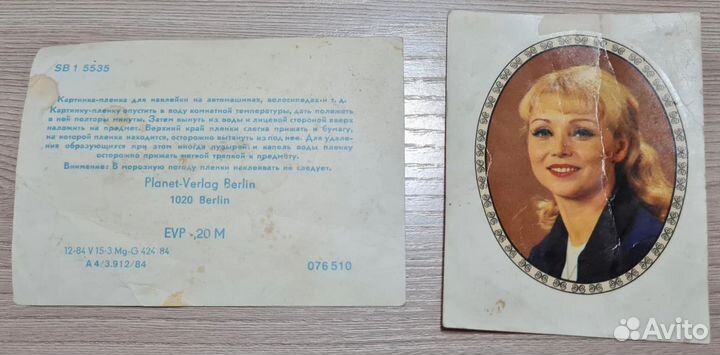 SB 1 5535
Картинка-пленка для наклейки на автомашинах, велосипедах и т. д.
Картинку-пленку опустить в воду комнатной температуры, дать полежать
в ней полторы минуты. Затем вынуть из воды и лицевой стороной вверх
наложить на предмет. Верхний край пленки слегка прижать и бумагу,
на которой пленка находится, осторожно вытянуть из под нее. Для удале-
ления образующихся при этом иногда пузырей и капель воды пленку
осторожно прижать мягкой тряпкой к предмету.
Внимание: В морозную погоду пленки наклеивать не следует.
Planet-Verlag Berlin
1020 Berlin
EVP -,20 M
12-84 V 15-3 Mg-G 424 84
A 4/3.912/84
076 510
Avito